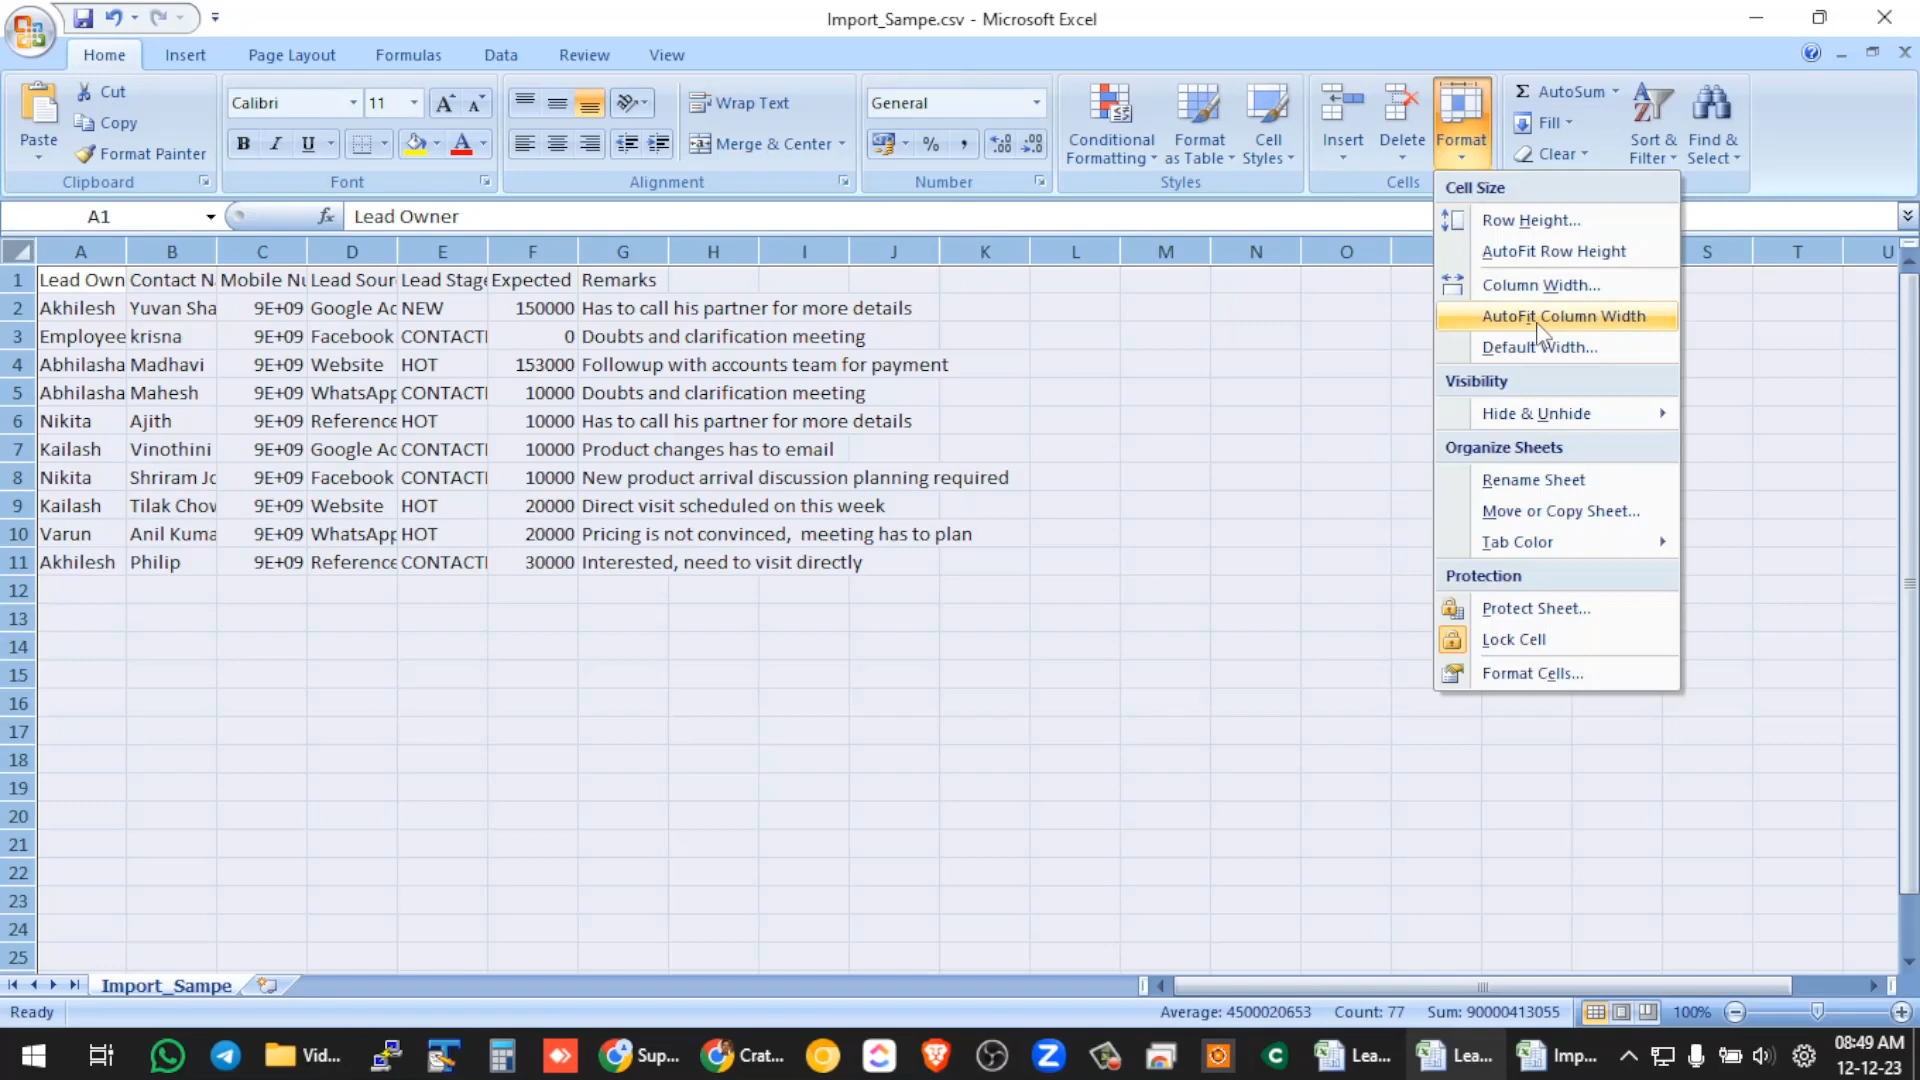 Import_Sampe.csv - Microsoft Excel
Home Insert Page Layout Formulas Data Review View
Paste Cut Copy Format Painter Clipboard
Calibri 11 A A B I U A Font
Wrap Text Merge & Center Alignment
General % , Number
Conditional Formatting Format as Table Cell Styles Styles
Insert Delete Format Cells
Σ AutoSum Fill Clear Sort & Filter Find & Select
A1 fx Lead Owner
A B C D E F G H I J K L M N O S T U
1 Lead Own Contact N Mobile Nu Lead Sour Lead Stage Expected Remarks
2 Akhilesh Yuvan Sha 9E+09 Google Ad NEW 150000 Has to call his partner for more details
3 Employee krisna 9E+09 Facebook CONTACTI 0 Doubts and clarification meeting
4 Abhilasha Madhavi 9E+09 Website HOT 153000 Followup with accounts team for payment
5 Abhilasha Mahesh 9E+09 WhatsApp CONTACTI 10000 Doubts and clarification meeting
6 Nikita Ajith 9E+09 Reference HOT 10000 Has to call his partner for more details
7 Kailash Vinothini 9E+09 Google Ad CONTACTI 10000 Product changes has to email
8 Nikita Shriram Jo 9E+09 Facebook CONTACTI 10000 New product arrival discussion planning required
9 Kailash Tilak Chow 9E+09 Website HOT 20000 Direct visit scheduled on this week
10 Varun Anil Kuma 9E+09 WhatsApp HOT 20000 Pricing is not convinced, meeting has to plan
11 Akhilesh Philip 9E+09 Reference CONTACTI 30000 Interested, need to visit directly
12
13
14
15
16
17
18
19
20
21
22
23
24
25
Cell Size
Row Height...
AutoFit Row Height
Column Width...
AutoFit Column Width
Default Width...
Visibility
Hide & Unhide
Organize Sheets
Rename Sheet
Move or Copy Sheet...
Tab Color
Protection
Protect Sheet...
Lock Cell
Format Cells...
Import_Sampe
Ready Average: 4500020653 Count: 77 Sum: 90000413055 100%
Vid... Sup... Crat... Lea... Lea... Imp... 08:49 AM
12-12-23